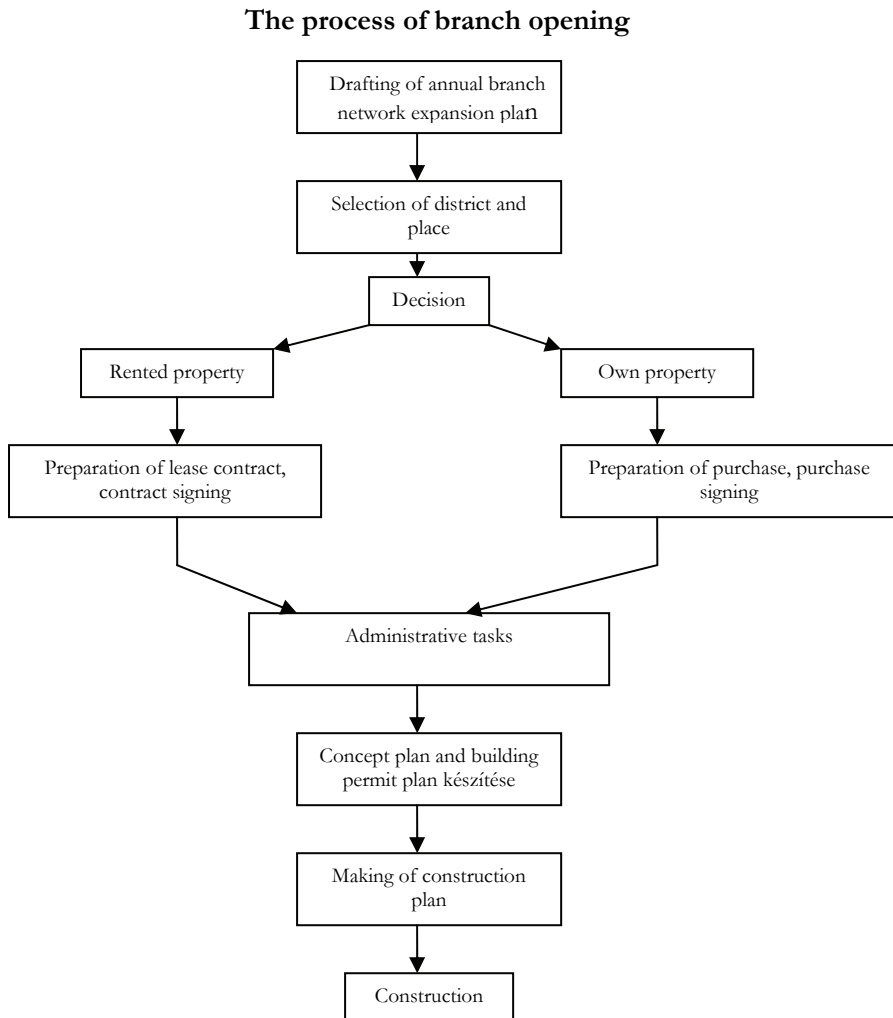 The process of branch opening
Drafting of annual branch
network expansion plan
Selection of district and
place
Decision
Rented property
Own property
Preparation of lease contract,
contract signing
Preparation of purchase, purchase
signing
Administrative tasks
Concept plan and building
permit plan készítése
Making of construction
plan
Construction